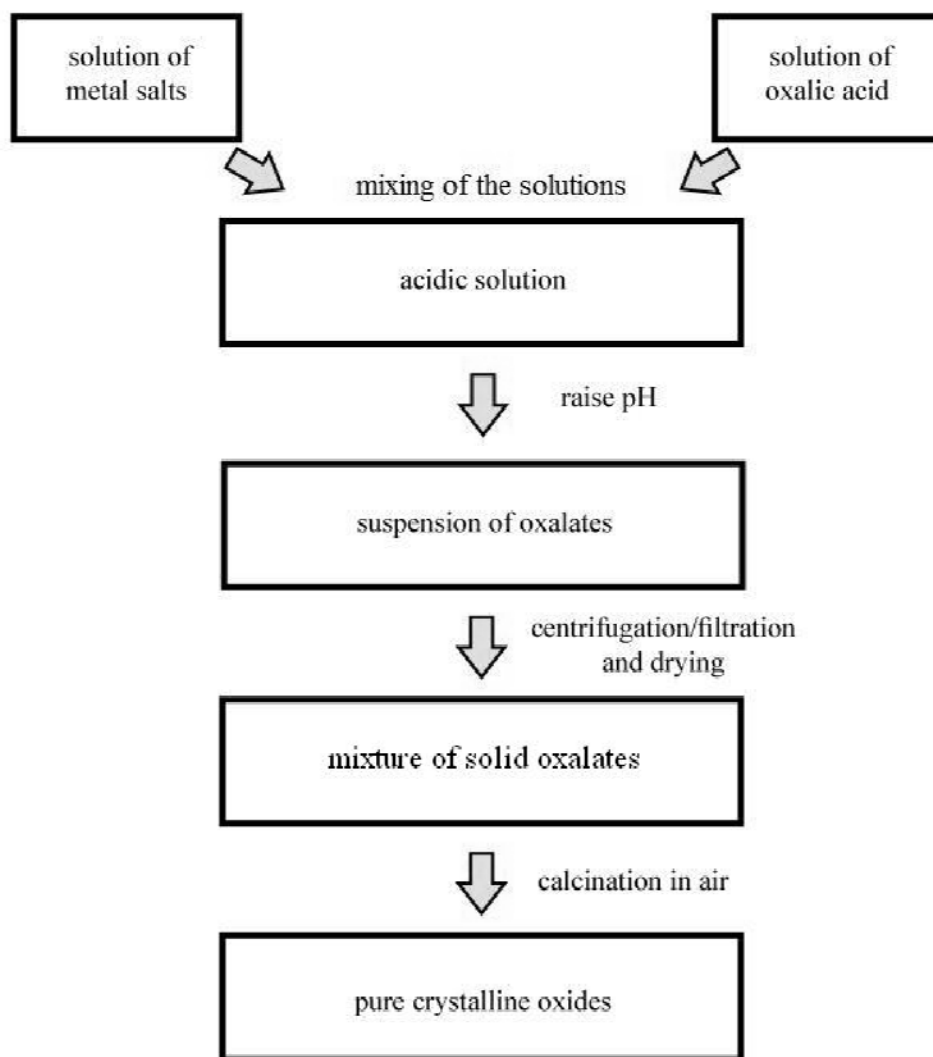 solution of
metal salts
solution of
oxalic acid
mixing of the solutions
acidic solution
raise pH
suspension of oxalates
centrifugation/filtration
and drying
mixture of solid oxalates
calcination in air
pure crystalline oxides